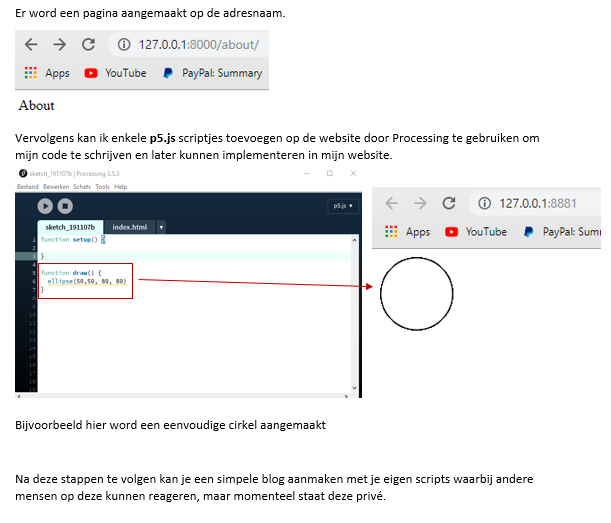 Er word een pagina aangemaakt op de adresnaam.
127.0.0.1:8000/about/
Apps YouTube PayPal: Summary
About
Vervolgens kan ik enkele p5.js scriptjes toevoegen op de website door Processing te gebruiken om
mijn code te schrijven en later kunnen implementeren in mijn website.
sketch_191107b | Processing 3.5.3
Bestand Bewerken Schets Tools Help
p5.js ▾
sketch_191107b index.html ▾
1 function setup() {
2
3 }
4
5 function draw() {
6 ellipse(50,50, 80, 80)
7 }
8
9
10
11
12
13
14
15
16
17
18
19
127.0.0.1:8881
Apps YouTube PayPal: Sum
Bijvoorbeeld hier word een eenvoudige cirkel aangemaakt
Na deze stappen te volgen kan je een simpele blog aanmaken met je eigen scripts waarbij andere
mensen op deze kunnen reageren, maar momenteel staat deze privé.